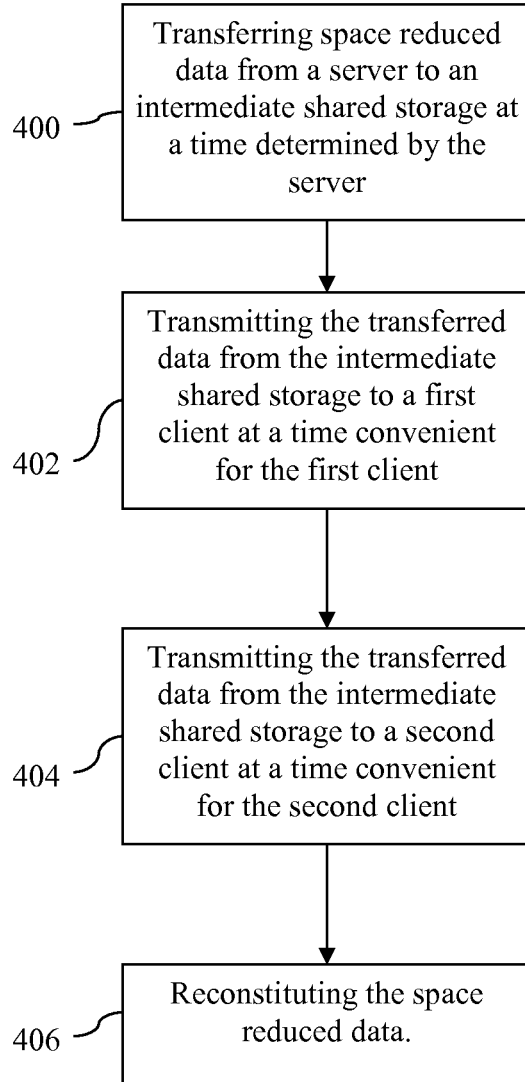 Transferring space reduced
data from a server to an
intermediate shared storage at
a time determined by the
server
400
Transmitting the transferred
data from the intermediate
shared storage to a first
client at a time convenient
for the first client
402
Transmitting the transferred
data from the intermediate
shared storage to a second
client at a time convenient
for the second client
404
Reconstituting the space
reduced data.
406